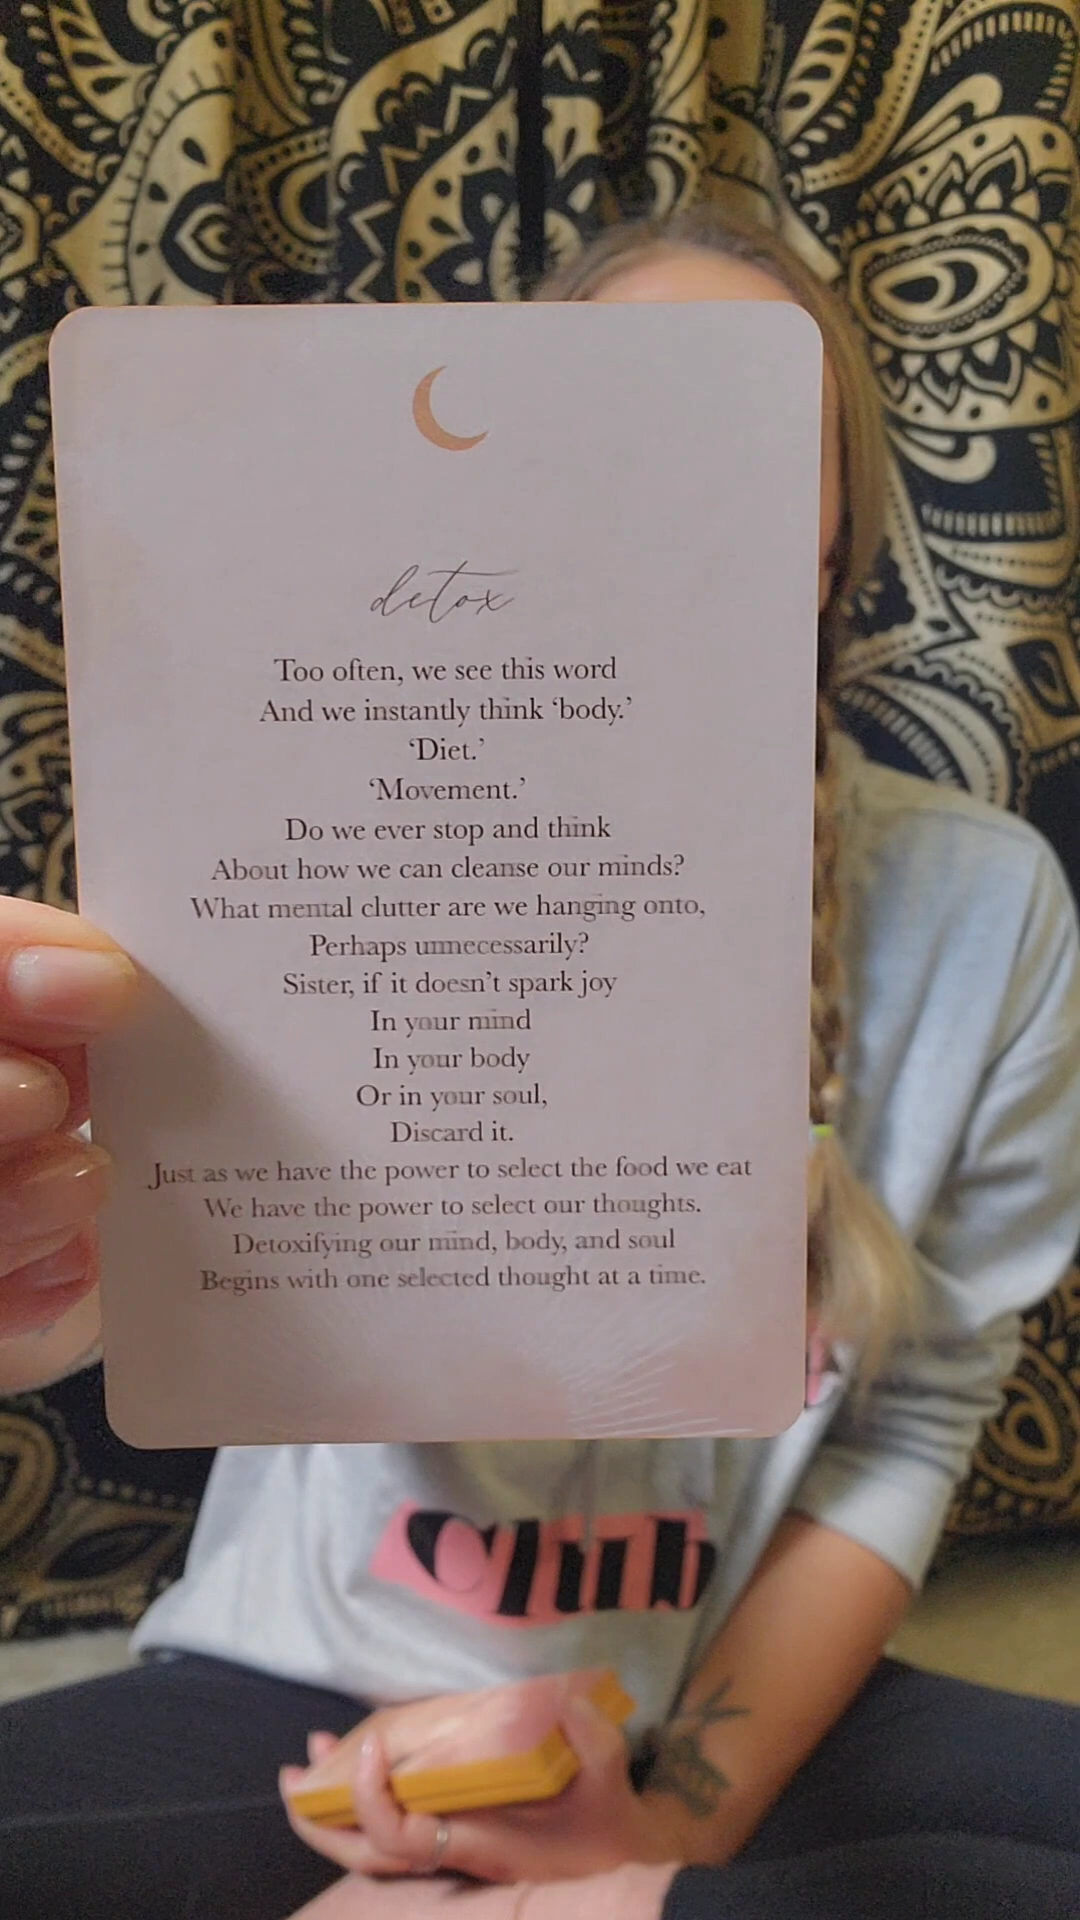 detox
Too often, we see this word
And we instantly think ‘body.’
‘Diet.’
‘Movement.’
Do we ever stop and think
About how we can cleanse our minds?
What mental clutter are we hanging onto,
Perhaps unnecessarily?
Sister, if it doesn’t spark joy
In your mind
In your body
Or in your soul,
Discard it.
Just as we have the power to select the food we eat
We have the power to select our thoughts.
Detoxifying our mind, body, and soul
Begins with one selected thought at a time.
Club